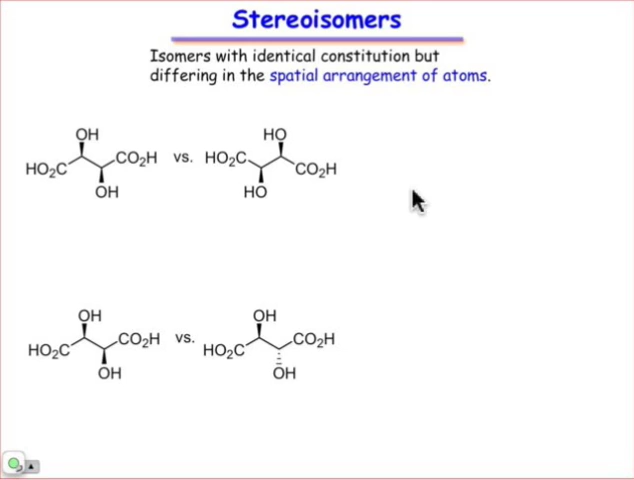 Stereoisomers
Isomers with identical constitution but
differing in the spatial arrangement of atoms.
OH HO
HO₂C CO₂H vs. HO₂C CO₂H
OH HO
OH OH
HO₂C CO₂H vs. HO₂C CO₂H
OH OH